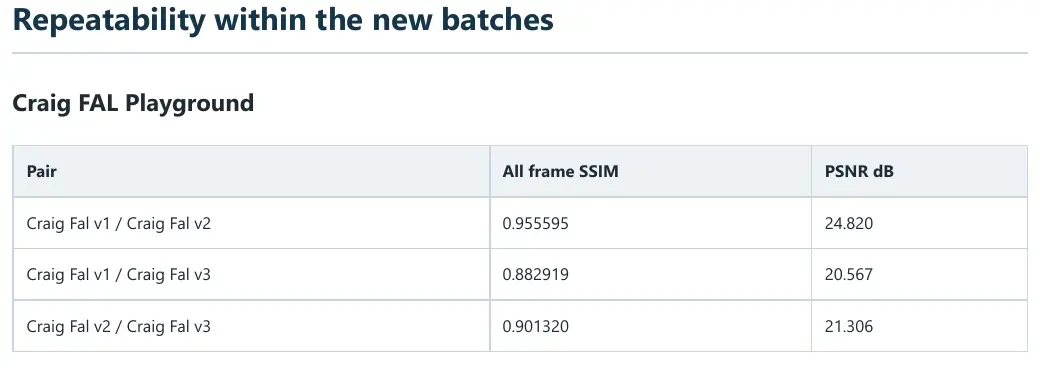 Repeatability within the new batches
Craig FAL Playground
Pair All frame SSIM PSNR dB
Craig Fal v1 / Craig Fal v2 0.955595 24.820
Craig Fal v1 / Craig Fal v3 0.882919 20.567
Craig Fal v2 / Craig Fal v3 0.901320 21.306